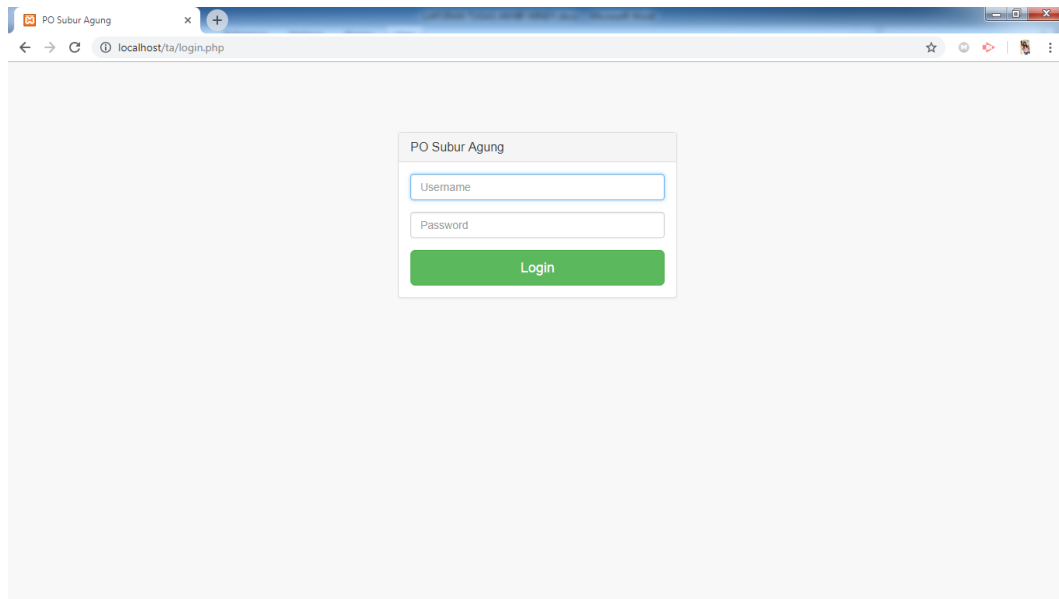 PO Subur Agung
localhost/ta/login.php
PO Subur Agung
Username
Password
Login